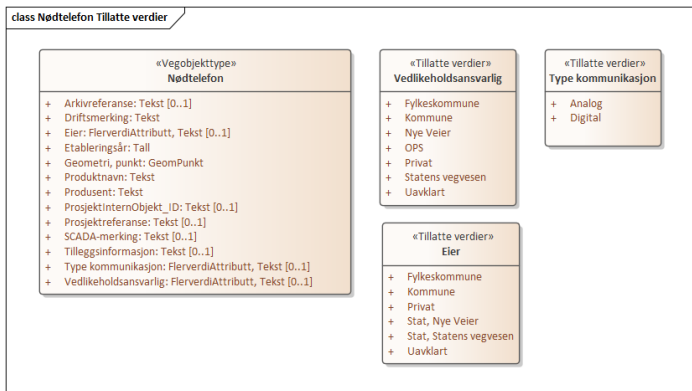 class Nødtelefon Tillatte verdier
«Vegobjekttype»
Nødtelefon
+ Arkivreferanse: Tekst [0..1]
+ Driftsmerking: Tekst
+ Eier: FlerverdiAttributt, Tekst [0..1]
+ Etableringsår: Tall
+ Geometri, punkt: GeomPunkt
+ Produktnavn: Tekst
+ Produsent: Tekst
+ ProsjektInternObjekt_ID: Tekst [0..1]
+ Prosjektreferanse: Tekst [0..1]
+ SCADA-merking: Tekst [0..1]
+ Tilleggsinformasjon: Tekst [0..1]
+ Type kommunikasjon: FlerverdiAttributt, Tekst [0..1]
+ Vedlikeholdsansvarlig: FlerverdiAttributt, Tekst [0..1]
«Tillatte verdier»
Vedlikeholdsansvarlig
+ Fylkeskommune
+ Kommune
+ Nye Veier
+ OPS
+ Privat
+ Statens vegvesen
+ Uavklart
«Tillatte verdier»
Type kommunikasjon
+ Analog
+ Digital
«Tillatte verdier»
Eier
+ Fylkeskommune
+ Kommune
+ Privat
+ Stat, Nye Veier
+ Stat, Statens vegvesen
+ Uavklart